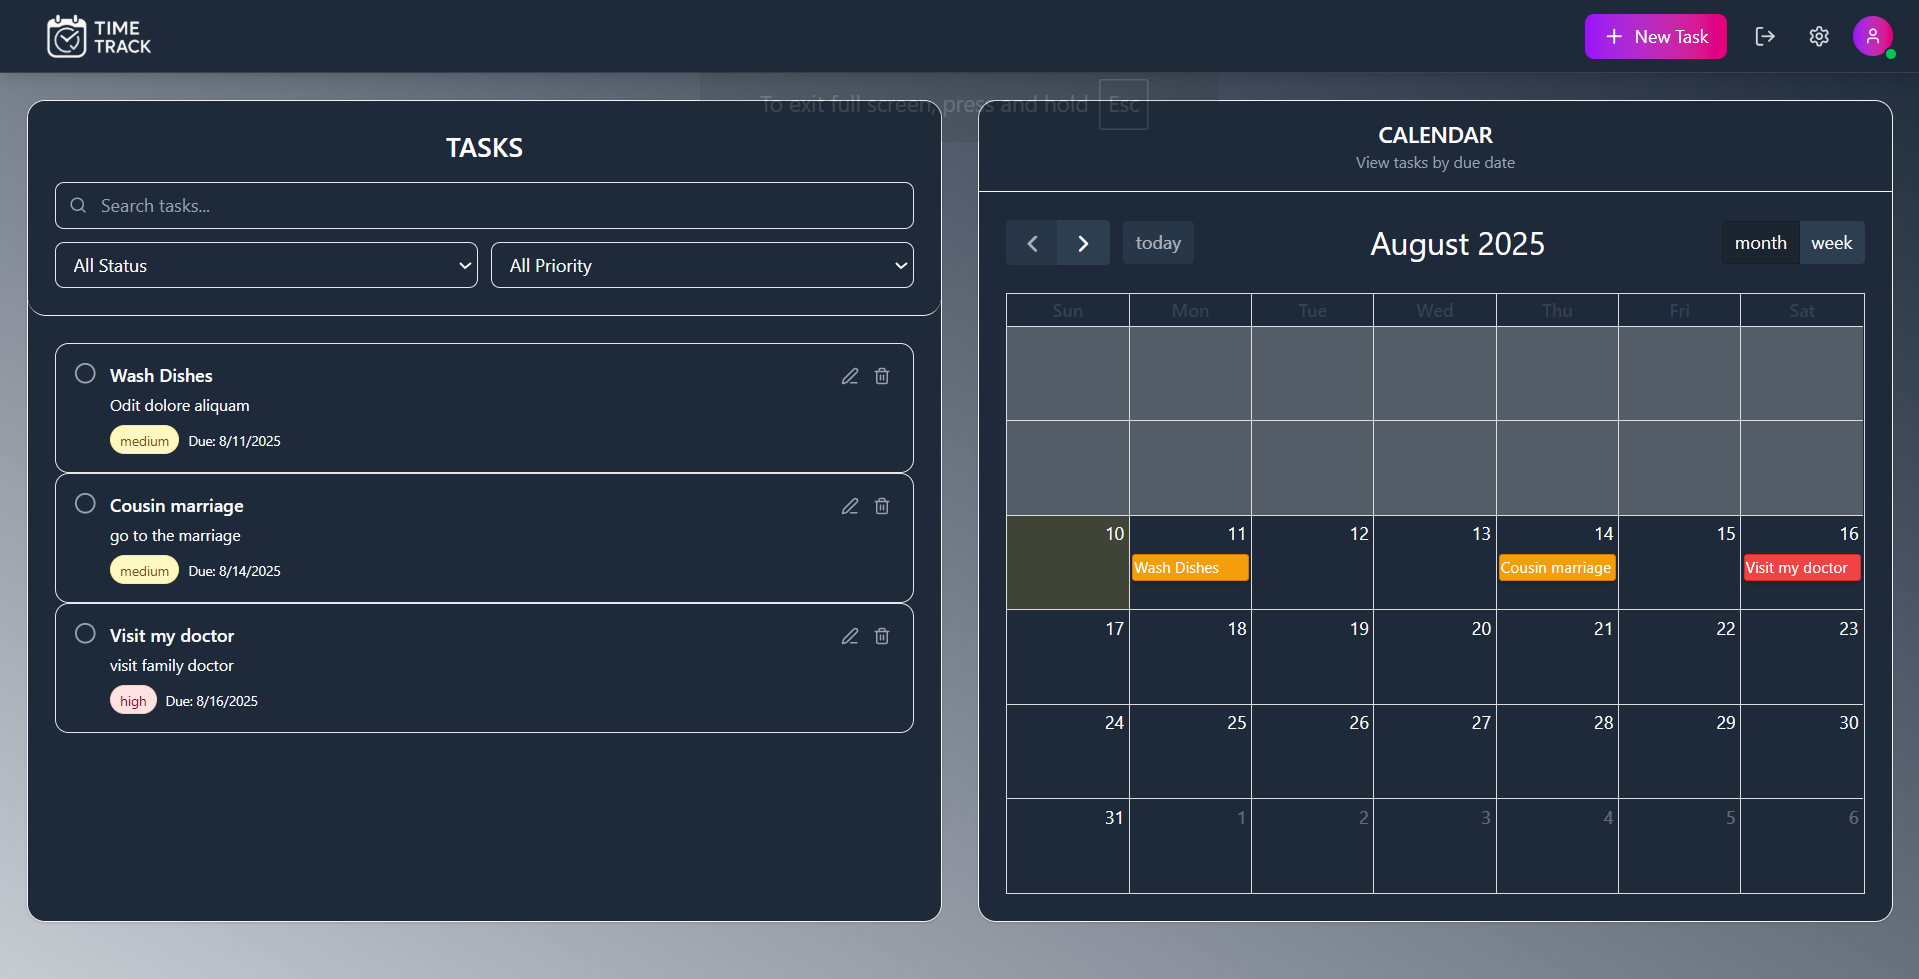 TIME
TRACK
New Task
To exit full screen, press and hold Esc
TASKS
Search tasks...
All Status
All Priority
Wash Dishes
Odit dolore aliquam
medium Due: 8/11/2025
Cousin marriage
go to the marriage
medium Due: 8/14/2025
Visit my doctor
visit family doctor
high Due: 8/16/2025
CALENDAR
View tasks by due date
today
August 2025
month week
Sun Mon Tue Wed Thu Fri Sat
10 11 12 13 14 15 16
Wash Dishes Cousin marriage Visit my doctor
17 18 19 20 21 22 23
24 25 26 27 28 29 30
31 1 2 3 4 5 6